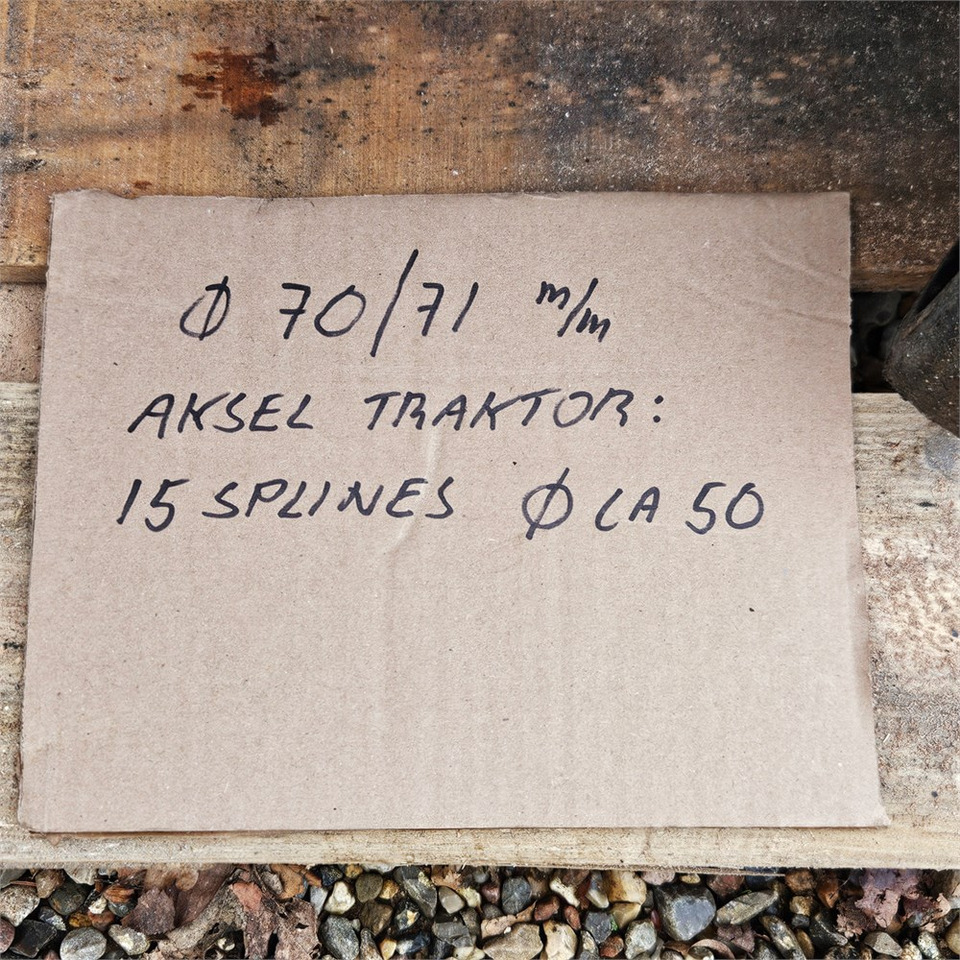 Ø 70/71 m/m
AKSEL TRAKTOR:
15 SPLINES Ø CA 50